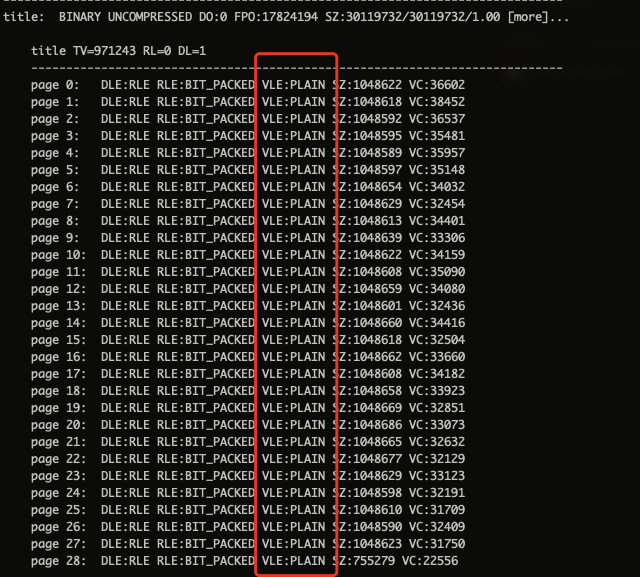 title:  BINARY UNCOMPRESSED DO:0 FPO:17824194 SZ:30119732/30119732/1.00 [more]...
title TV=971243 RL=0 DL=1
--------------------------------------------------------------------------------
page 0:   DLE:RLE RLE:BIT_PACKED VLE:PLAIN SZ:1048622 VC:36602
page 1:   DLE:RLE RLE:BIT_PACKED VLE:PLAIN SZ:1048618 VC:38452
page 2:   DLE:RLE RLE:BIT_PACKED VLE:PLAIN SZ:1048592 VC:36537
page 3:   DLE:RLE RLE:BIT_PACKED VLE:PLAIN SZ:1048595 VC:35481
page 4:   DLE:RLE RLE:BIT_PACKED VLE:PLAIN SZ:1048589 VC:35957
page 5:   DLE:RLE RLE:BIT_PACKED VLE:PLAIN SZ:1048597 VC:35148
page 6:   DLE:RLE RLE:BIT_PACKED VLE:PLAIN SZ:1048654 VC:34032
page 7:   DLE:RLE RLE:BIT_PACKED VLE:PLAIN SZ:1048629 VC:32454
page 8:   DLE:RLE RLE:BIT_PACKED VLE:PLAIN SZ:1048613 VC:34401
page 9:   DLE:RLE RLE:BIT_PACKED VLE:PLAIN SZ:1048639 VC:33306
page 10:  DLE:RLE RLE:BIT_PACKED VLE:PLAIN SZ:1048622 VC:34159
page 11:  DLE:RLE RLE:BIT_PACKED VLE:PLAIN SZ:1048608 VC:35090
page 12:  DLE:RLE RLE:BIT_PACKED VLE:PLAIN SZ:1048659 VC:34080
page 13:  DLE:RLE RLE:BIT_PACKED VLE:PLAIN SZ:1048601 VC:32436
page 14:  DLE:RLE RLE:BIT_PACKED VLE:PLAIN SZ:1048660 VC:34416
page 15:  DLE:RLE RLE:BIT_PACKED VLE:PLAIN SZ:1048618 VC:32504
page 16:  DLE:RLE RLE:BIT_PACKED VLE:PLAIN SZ:1048662 VC:33660
page 17:  DLE:RLE RLE:BIT_PACKED VLE:PLAIN SZ:1048608 VC:34182
page 18:  DLE:RLE RLE:BIT_PACKED VLE:PLAIN SZ:1048658 VC:33923
page 19:  DLE:RLE RLE:BIT_PACKED VLE:PLAIN SZ:1048669 VC:32851
page 20:  DLE:RLE RLE:BIT_PACKED VLE:PLAIN SZ:1048686 VC:33073
page 21:  DLE:RLE RLE:BIT_PACKED VLE:PLAIN SZ:1048665 VC:32632
page 22:  DLE:RLE RLE:BIT_PACKED VLE:PLAIN SZ:1048677 VC:32129
page 23:  DLE:RLE RLE:BIT_PACKED VLE:PLAIN SZ:1048629 VC:33123
page 24:  DLE:RLE RLE:BIT_PACKED VLE:PLAIN SZ:1048598 VC:32191
page 25:  DLE:RLE RLE:BIT_PACKED VLE:PLAIN SZ:1048610 VC:31709
page 26:  DLE:RLE RLE:BIT_PACKED VLE:PLAIN SZ:1048590 VC:32409
page 27:  DLE:RLE RLE:BIT_PACKED VLE:PLAIN SZ:1048623 VC:31750
page 28:  DLE:RLE RLE:BIT_PACKED VLE:PLAIN SZ:755279 VC:22556